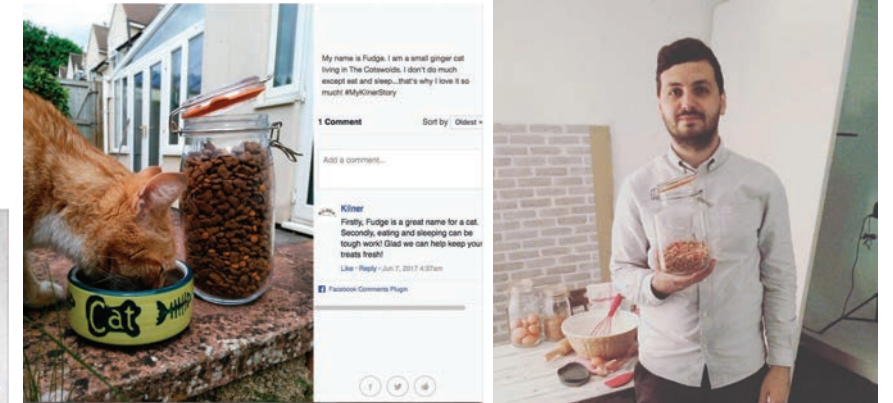 My name is Fudge. I am a small ginger cat
living in The Cotswolds. I don't do much
except eat and sleep...that's why I love it so
much! #MyKilnerStory
1 Comment
Sort by Oldest
Add a comment...
Kilner
Firstly, Fudge is a great name for a cat.
Secondly, eating and sleeping can be
tough work! Glad we can help keep your
treats fresh!
Like · Reply · Jun 7, 2017 4:37am
Facebook Comments Plugin
Cat